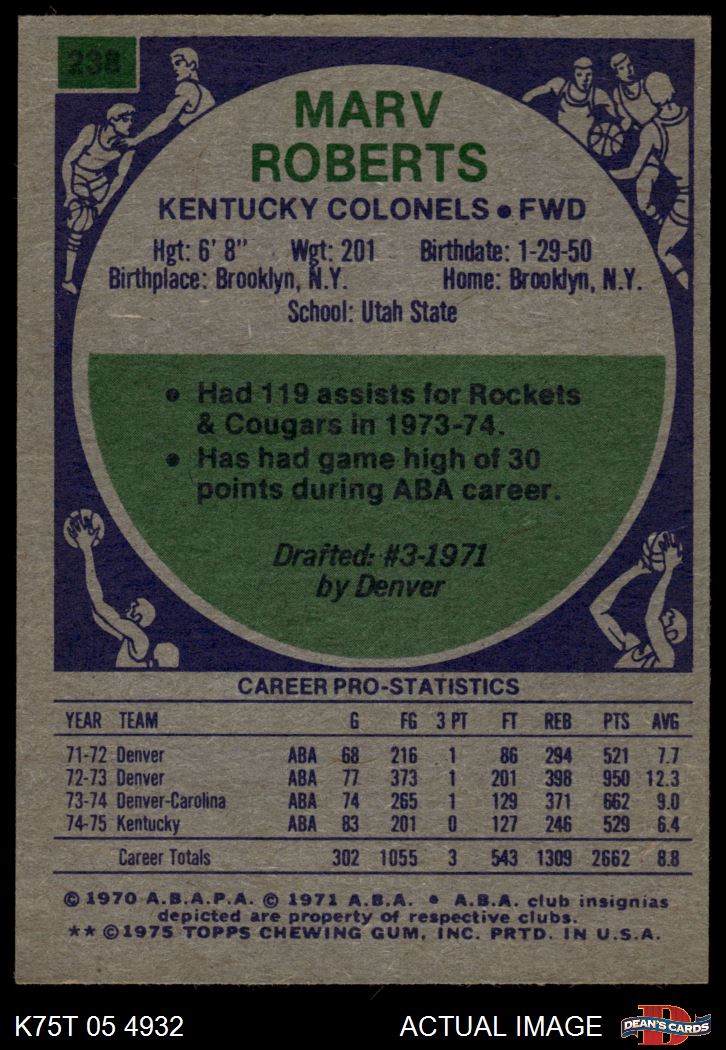 238
MARV
ROBERTS
KENTUCKY COLONELS • FWD
Hgt: 6' 8" Wgt: 201 Birthdate: 1-29-50
Birthplace: Brooklyn, N.Y. Home: Brooklyn, N.Y.
School: Utah State
• Had 119 assists for Rockets
& Cougars in 1973-74.
• Has had game high of 30
points during ABA career.
Drafted: #3-1971
by Denver
CAREER PRO-STATISTICS
YEAR TEAM G FG 3 PT FT REB PTS AVG
71-72 Denver ABA 68 216 1 86 294 521 7.7
72-73 Denver ABA 77 373 1 201 398 950 12.3
73-74 Denver-Carolina ABA 74 265 1 129 371 662 9.0
74-75 Kentucky ABA 83 201 0 127 246 529 6.4
Career Totals 302 1055 3 543 1309 2662 8.8
© 1970 A.B.A.P.A. © 1971 A.B.A. • A.B.A. club insignias
depicted are property of respective clubs.
** ©1975 TOPPS CHEWING GUM, INC. PRTD. IN U.S.A.
K75T 05 4932 ACTUAL IMAGE
D
DEAN'S CARDS